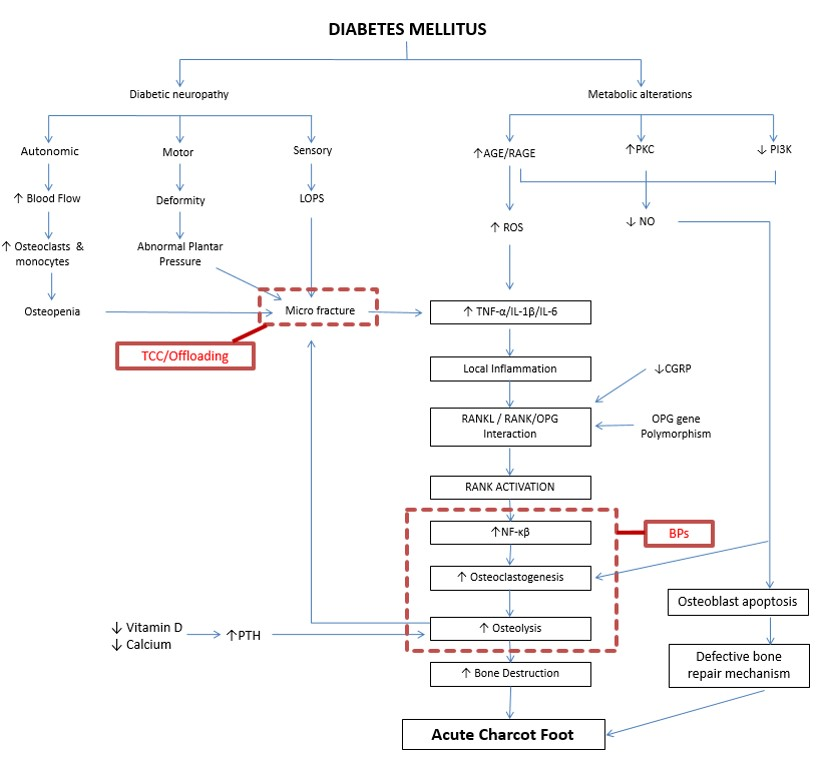 DIABETES MELLITUS
Diabetic neuropathy
Metabolic alterations
Autonomic
Motor
Sensory
↑AGE/RAGE
↑PKC
↓ PI3K
↑ Blood Flow
Deformity
LOPS
↑ ROS
↓ NO
↑ Osteoclasts &
monocytes
Abnormal Plantar
Pressure
Osteopenia
Micro fracture
↑ TNF-α/IL-1β/IL-6
TCC/Offloading
Local Inflammation
↓CGRP
RANKL / RANK/OPG
Interaction
OPG gene
Polymorphism
RANK ACTIVATION
↑NF-κβ
BPs
↑ Osteoclastogenesis
Osteoblast apoptosis
↓ Vitamin D
↓ Calcium
↑PTH
↑ Osteolysis
Defective bone
repair mechanism
↑ Bone Destruction
Acute Charcot Foot